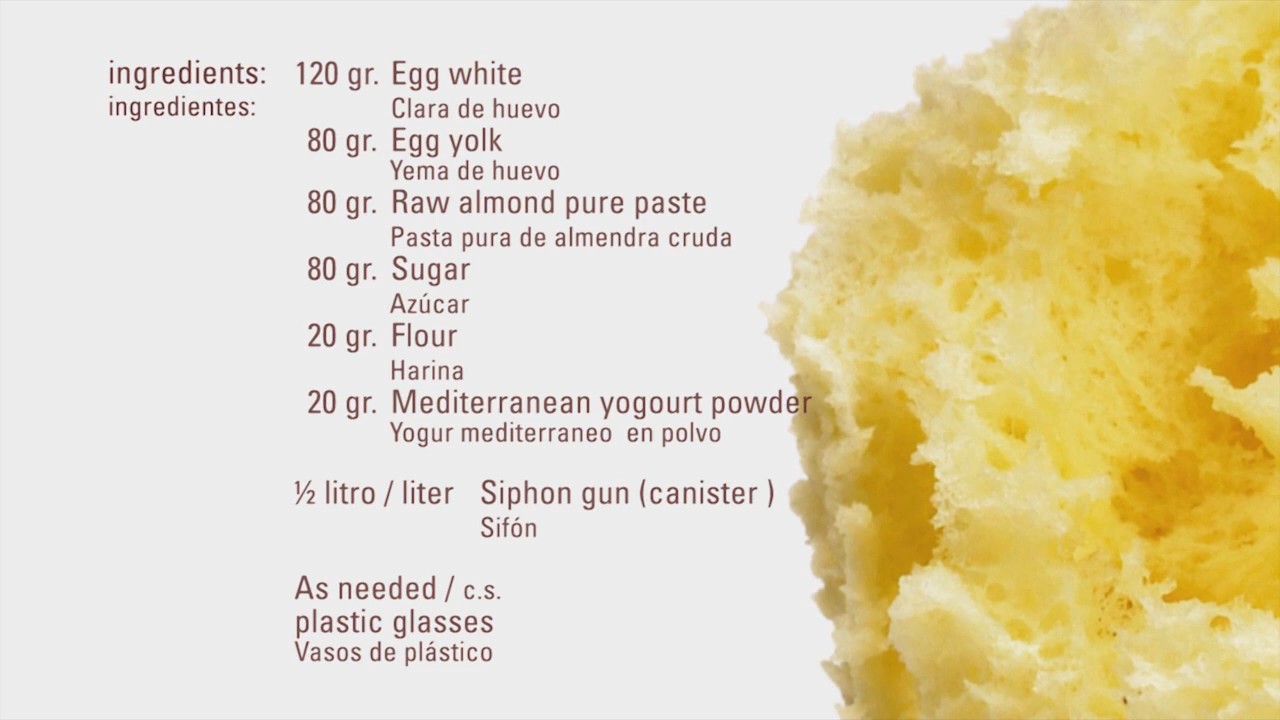 ingredients: 120 gr. Egg white
ingredientes: Clara de huevo
80 gr. Egg yolk
Yema de huevo
80 gr. Raw almond pure paste
Pasta pura de almendra cruda
80 gr. Sugar
Azúcar
20 gr. Flour
Harina
20 gr. Mediterranean yogourt powder
Yogur mediterraneo en polvo
½ litro / liter Siphon gun (canister )
Sifón
As needed / c.s.
plastic glasses
Vasos de plástico